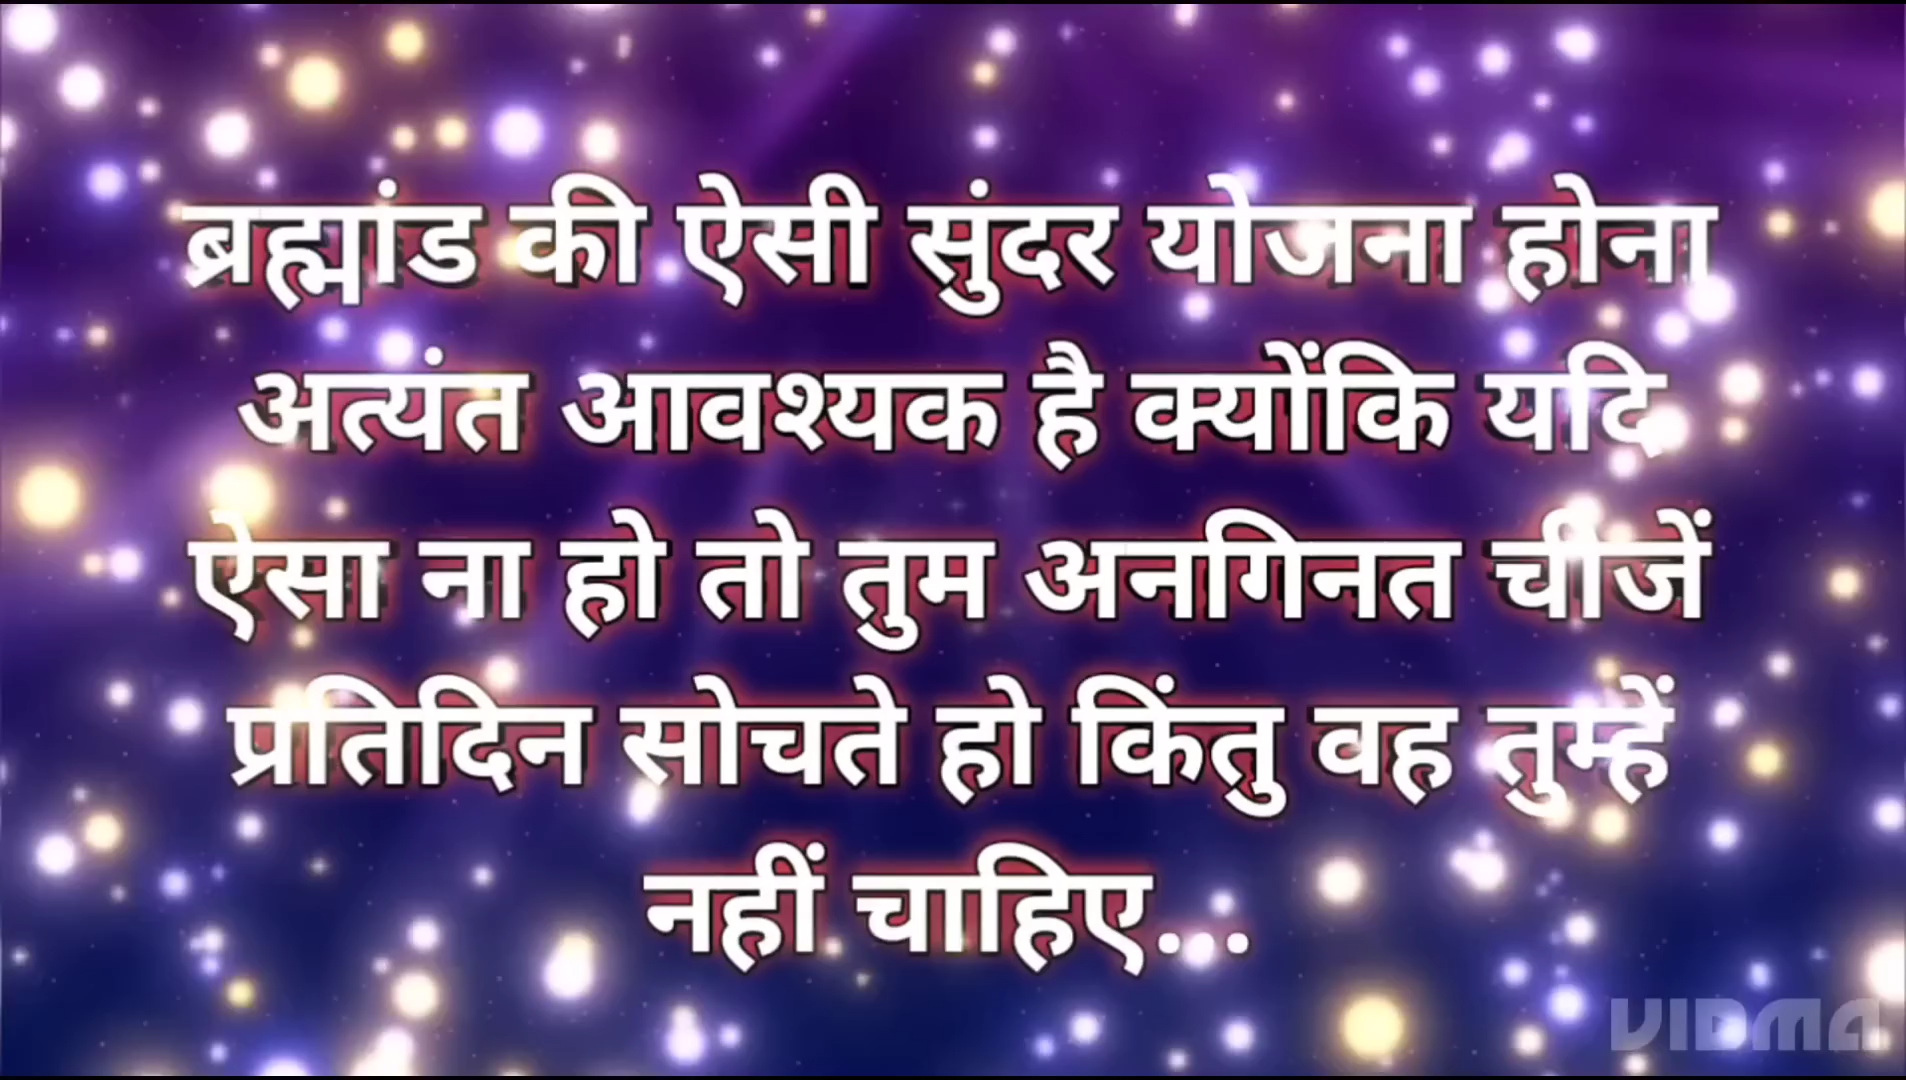 ब्रह्मांड की ऐसी सुंदर योजना होना
अत्यंत आवश्यक है क्योंकि यदि
ऐसा ना हो तो तुम अनगिनत चीजें
प्रतिदिन सोचते हो किंतु वह तुम्हें
नहीं चाहिए...
VIDMA